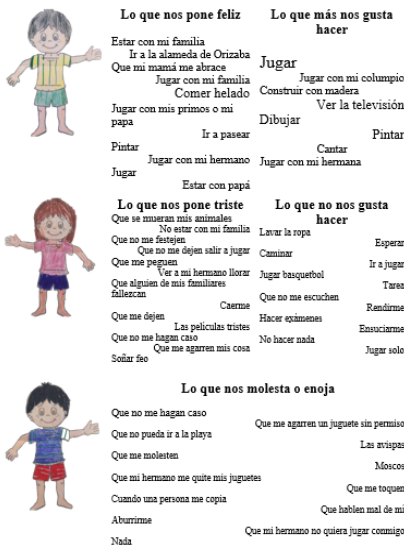 Lo que nos pone feliz
Estar con mi familia
Ir a la alameda de Orizaba
Que mi mamá me abrace
Jugar con mi familia
Comer helado
Jugar con mis primos o mi
papa
Ir a pasear
Pintar
Jugar con mi hermano
Jugar
Estar con papá
Lo que más nos gusta
hacer
Jugar
Jugar con mi columpio
Construir con madera
Ver la televisión
Dibujar
Pintar
Cantar
Jugar con mi hermana
Lo que nos pone triste
Que se mueran mis animales
No estar con mi familia
Que no me festejen
Que no me dejen salir a jugar
Que me peguen
Ver a mi hermano llorar
Que alguien de mis familiares
fallezcan
Caerme
Que me dejen
Las peliculas tristes
Que no me hagan caso
Que me agarren mis cosa
Soñar feo
Lo que no nos gusta
hacer
Lavar la ropa
Esperar
Caminar
Ir a jugar
Jugar basquetbol
Tarea
Que no me escuchen
Rendirme
Hacer exámenes
Ensuciarme
No hacer nada
Jugar solo
Lo que nos molesta o enoja
Que no me hagan caso
Que me agarren un juguete sin permiso
Que no pueda ir a la playa
Las avispas
Que me molesten
Moscos
Que mi hermano me quite mis juguetes
Que me toquen
Cuando una persona me copia
Que hablen mal de mi
Aburrirme
Que mi hermano no quiera jugar conmigo
Nada